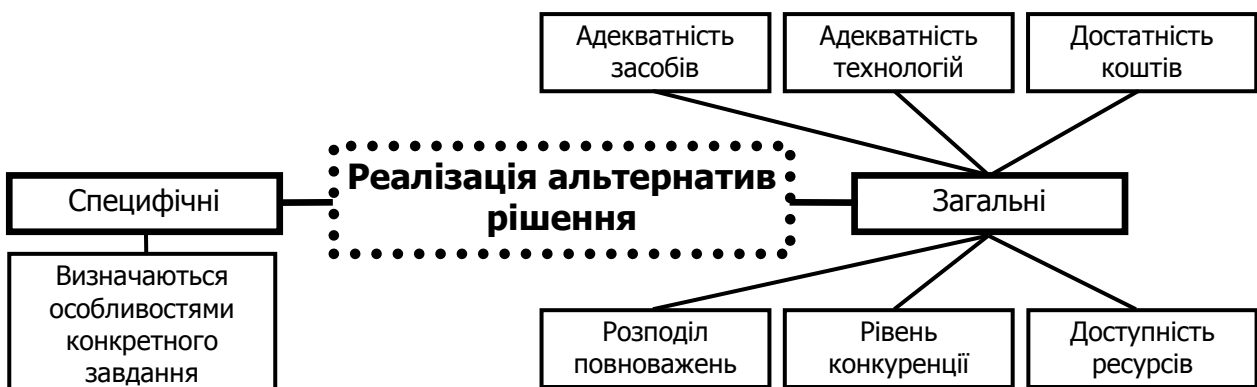 Адекватність
засобів
Адекватність
технологій
Достатність
коштів
Реалізація альтернатив
рішення
Специфічні
Загальні
Визначаються
особливостями
конкретного
завдання
Розподіл
повноважень
Рівень
конкуренції
Доступність
ресурсів